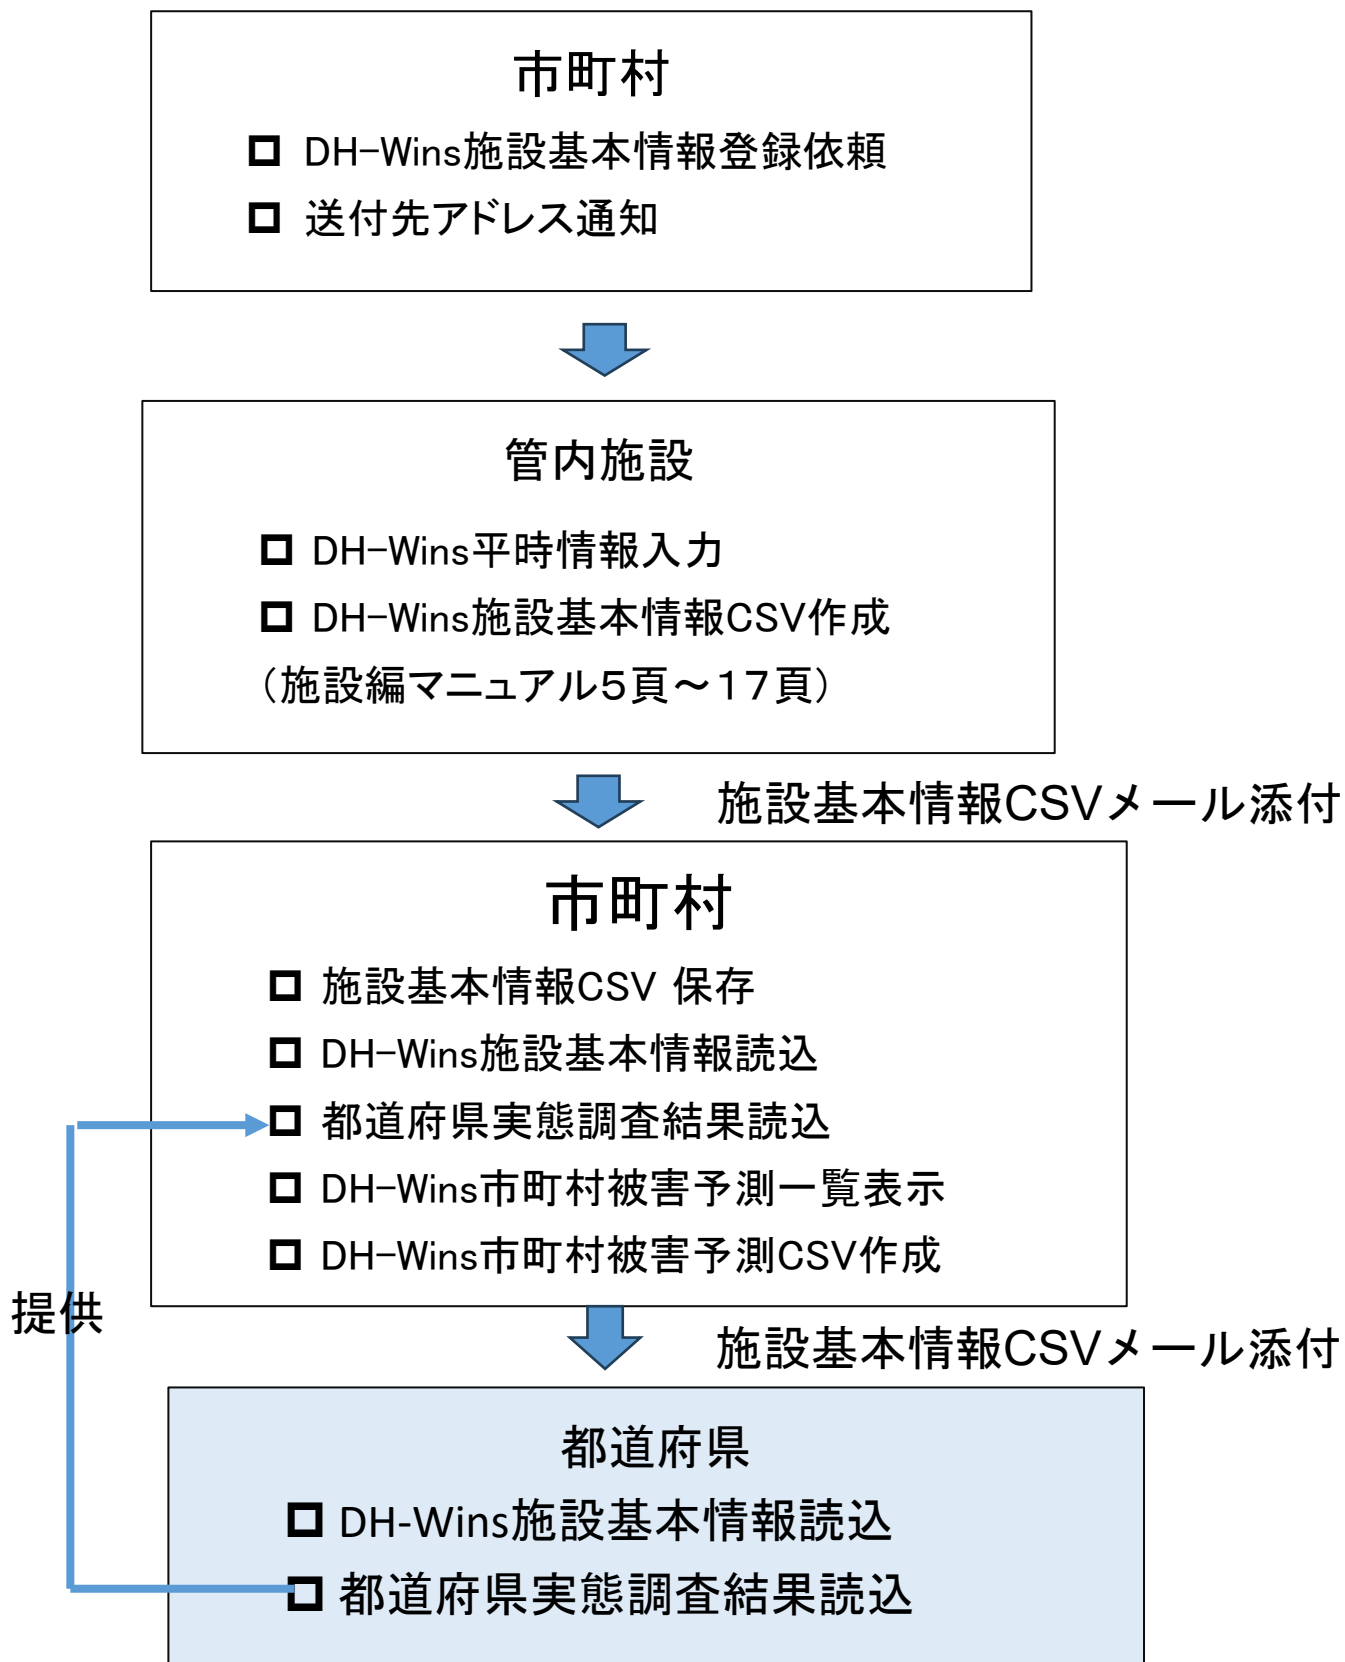 市町村
DH-Wins施設基本情報登録依頼
送付先アドレス通知
管内施設
DH-Wins平時情報入力
DH-Wins施設基本情報CSV作成
（施設編マニュアル５頁～１７頁）
施設基本情報CSVメール添付
市町村
施設基本情報CSV 保存
DH-Wins施設基本情報読込
都道府県実態調査結果読込
DH-Wins市町村被害予測一覧表示
DH-Wins市町村被害予測CSV作成
提供
施設基本情報CSVメール添付
都道府県
DH-Wins施設基本情報読込
都道府県実態調査結果読込